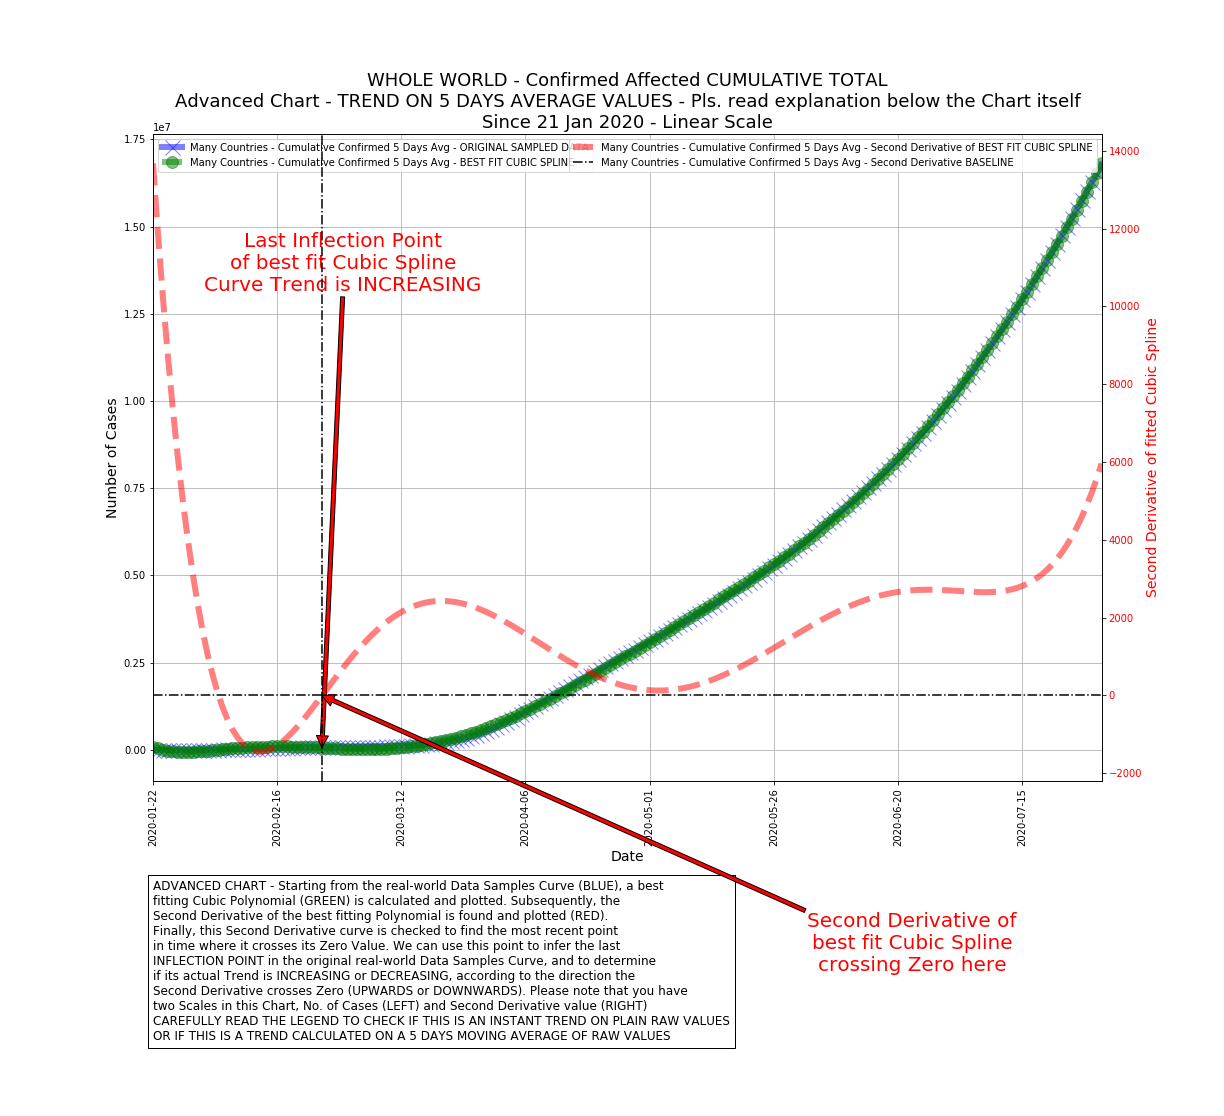 WHOLE WORLD - Confirmed Affected CUMULATIVE TOTAL
Advanced Chart - TREND ON 5 DAYS AVERAGE VALUES - Pls. read explanation below the Chart itself
Since 21 Jan 2020 - Linear Scale
1e7
Many Countries - Cumulative Confirmed 5 Days Avg - ORIGINAL SAMPLED DATA
Many Countries - Cumulative Confirmed 5 Days Avg - BEST FIT CUBIC SPLINE
Many Countries - Cumulative Confirmed 5 Days Avg - Second Derivative of BEST FIT CUBIC SPLINE
Many Countries - Cumulative Confirmed 5 Days Avg - Second Derivative BASELINE
Last Inflection Point
of best fit Cubic Spline
Curve Trend is INCREASING
Number of Cases
1.75
1.50
1.25
1.00
0.75
0.50
0.25
0.00
14000
12000
10000
8000
6000
4000
2000
0
−2000
Second Derivative of fitted Cubic Spline
2020-01-22
2020-02-16
2020-03-12
2020-04-06
2020-05-01
2020-05-26
2020-06-20
2020-07-15
Date
ADVANCED CHART - Starting from the real-world Data Samples Curve (BLUE), a best
fitting Cubic Polynomial (GREEN) is calculated and plotted. Subsequently, the
Second Derivative of the best fitting Polynomial is found and plotted (RED).
Finally, this Second Derivative curve is checked to find the most recent point
in time where it crosses its Zero Value. We can use this point to infer the last
INFLECTION POINT in the original real-world Data Samples Curve, and to determine
if its actual Trend is INCREASING or DECREASING, according to the direction the
Second Derivative crosses Zero (UPWARDS or DOWNWARDS). Please note that you have
two Scales in this Chart, No. of Cases (LEFT) and Second Derivative value (RIGHT)
CAREFULLY READ THE LEGEND TO CHECK IF THIS IS AN INSTANT TREND ON PLAIN RAW VALUES
OR IF THIS IS A TREND CALCULATED ON A 5 DAYS MOVING AVERAGE OF RAW VALUES
Second Derivative of
best fit Cubic Spline
crossing Zero here